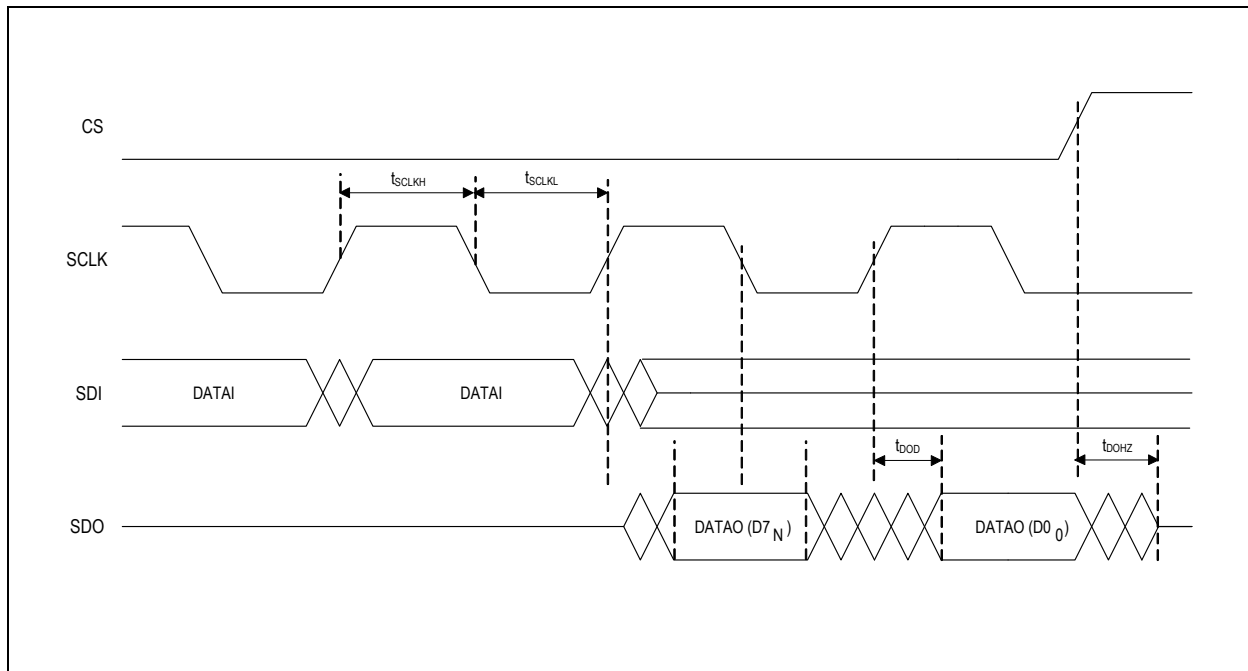 CS
tSCLKH
tSCLKL
SCLK
SDI
DATAI
DATAI
tDOD
tDOHZ
SDO
DATAO (D7N)
DATAO (D00)